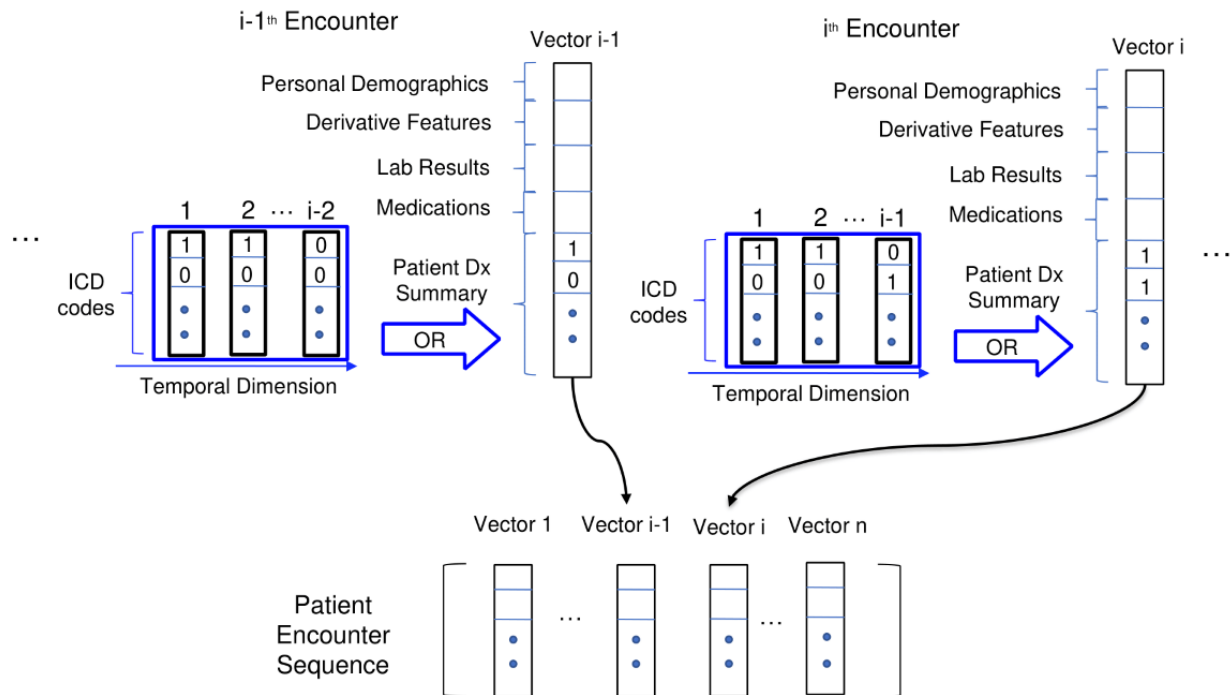 i-1th Encounter
Vector i-1
Personal Demographics
Derivative Features
Lab Results
Medications
1 2 ... i-2
...
ICD
codes
1 1 0
0 0 0
Patient Dx
Summary
1
0
OR
Temporal Dimension
ith Encounter
Vector i
Personal Demographics
Derivative Features
Lab Results
Medications
1 2 ... i-1
ICD
codes
1 1 0
0 0 1
Patient Dx
Summary
1
1
...
OR
Temporal Dimension
Vector 1 Vector i-1 Vector i Vector n
Patient
Encounter
Sequence
... ...